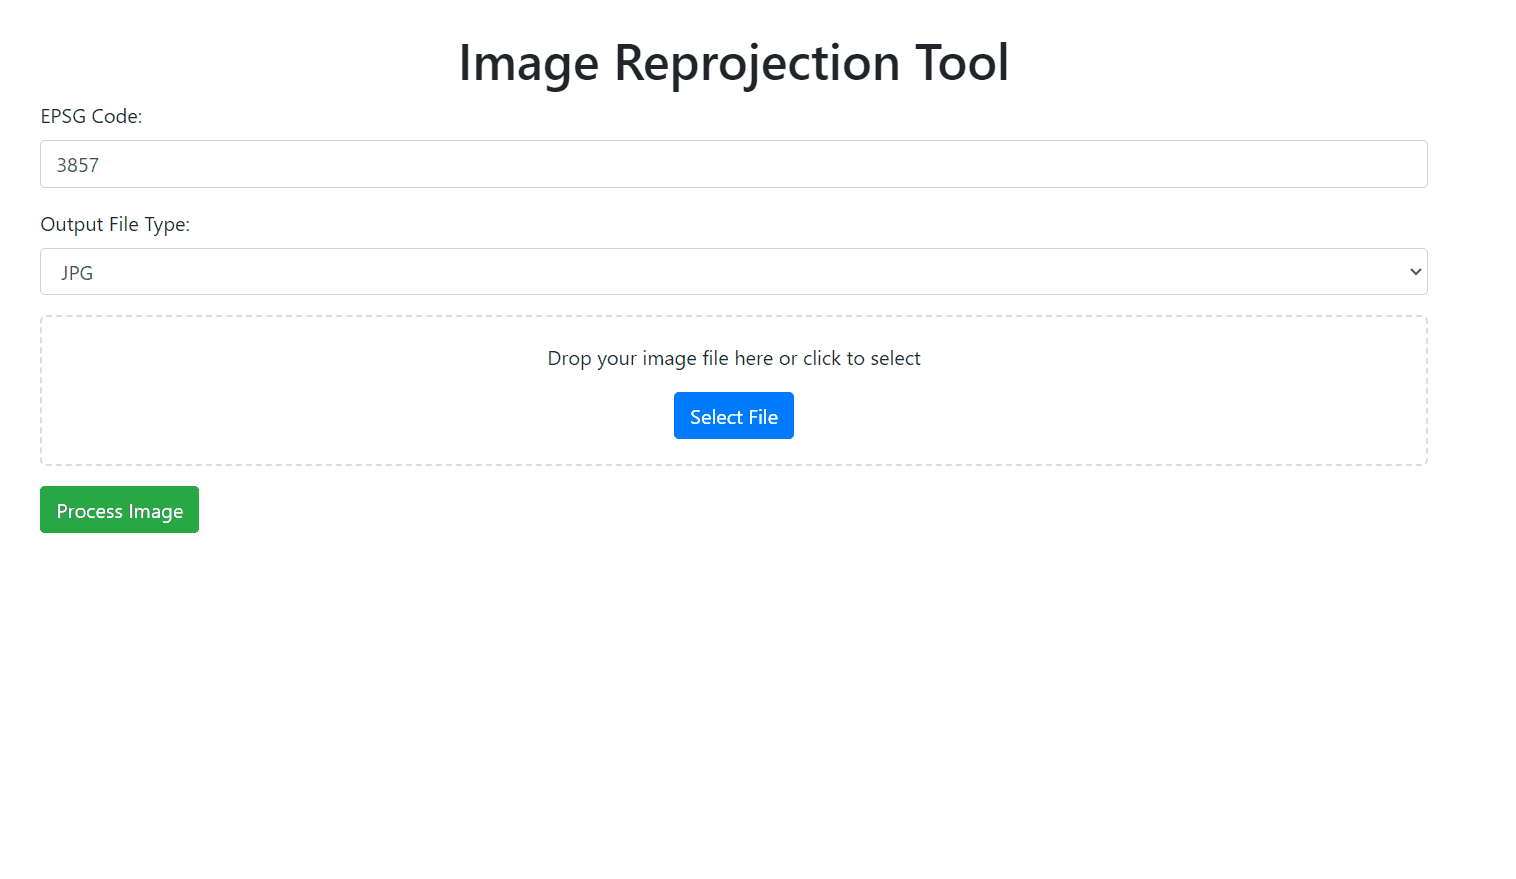 Image Reprojection Tool
EPSG Code:
3857
Output File Type:
JPG
Drop your image file here or click to select
Select File
Process Image